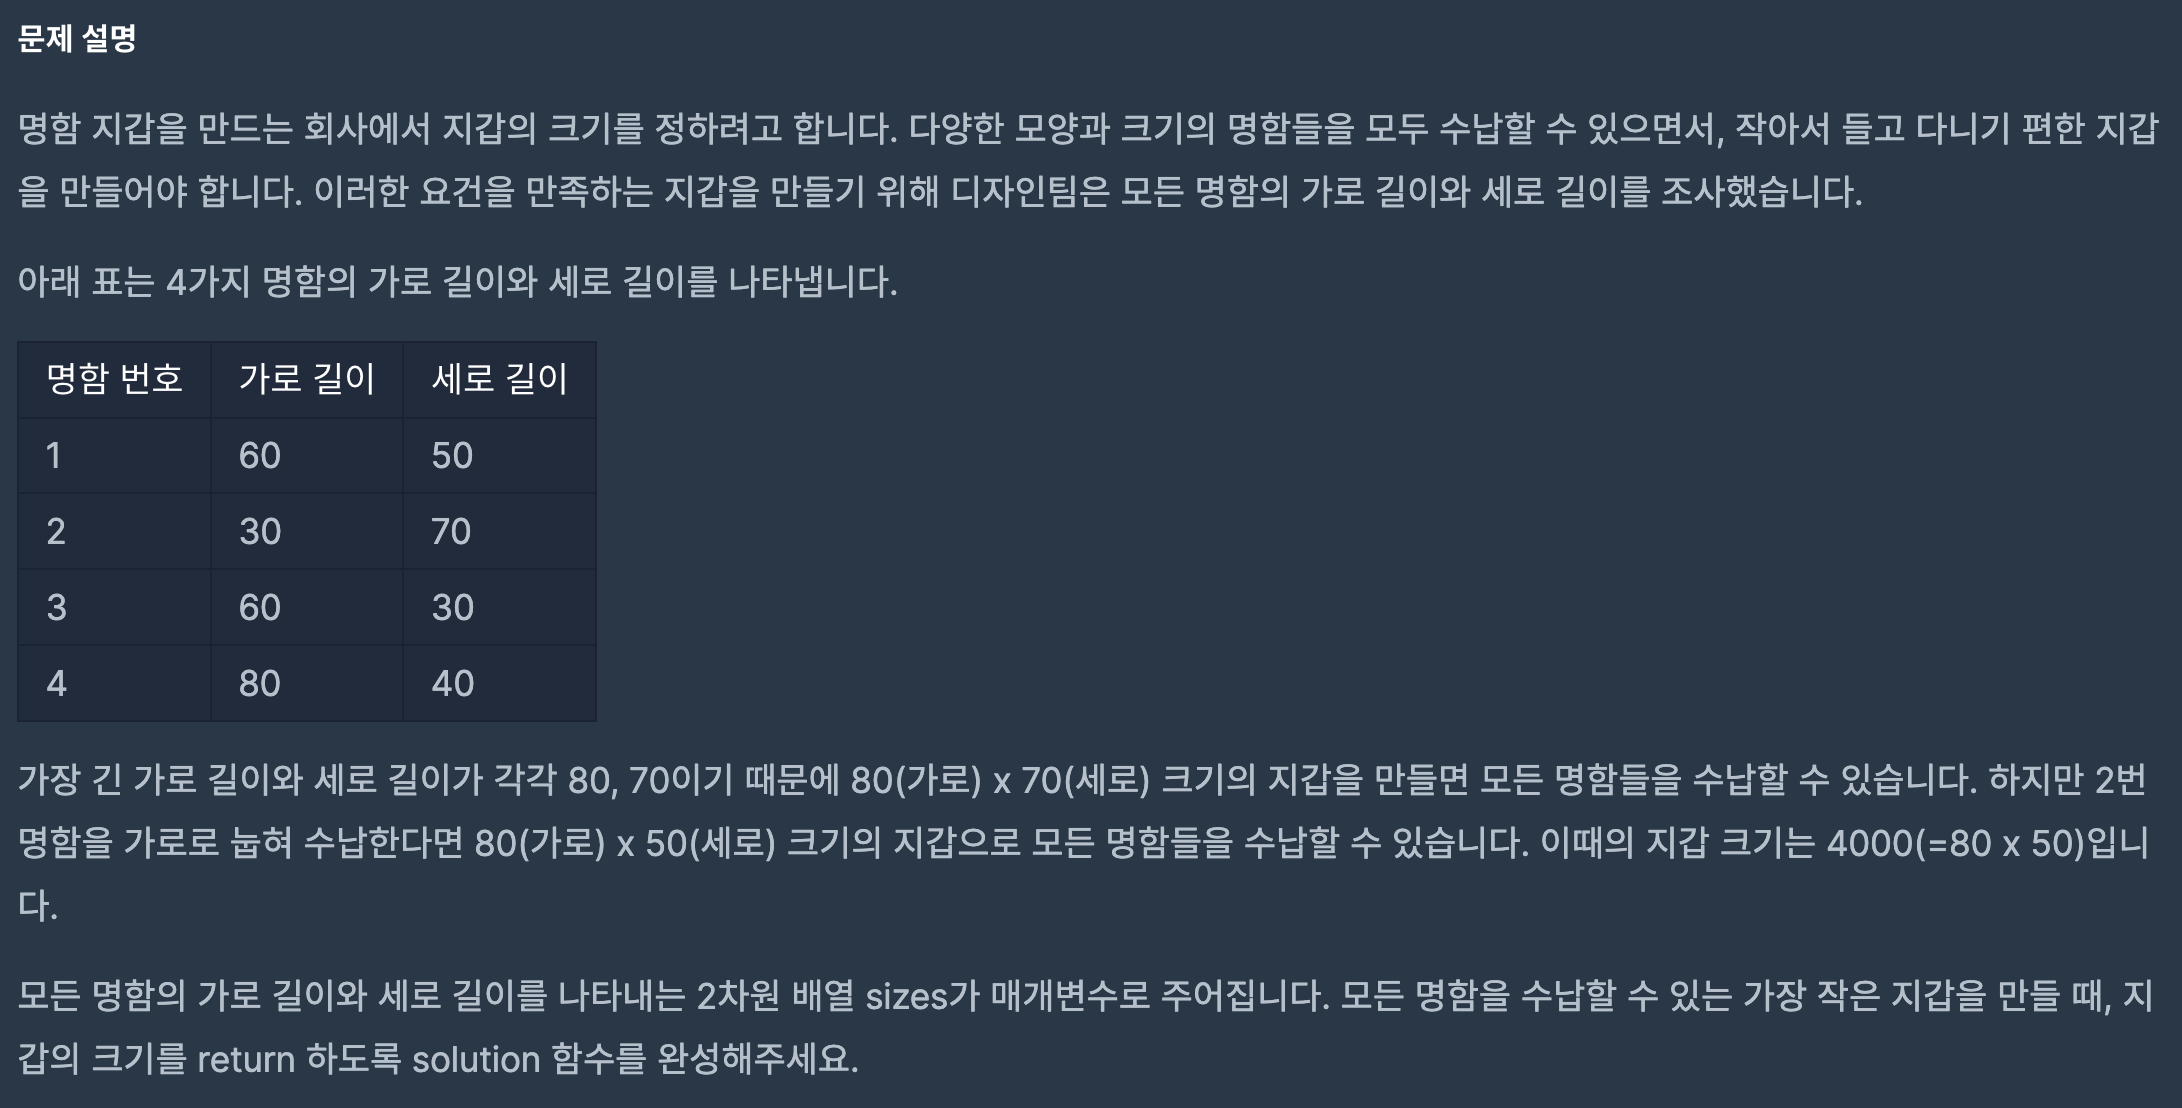 문제 설명
명함 지갑을 만드는 회사에서 지갑의 크기를 정하려고 합니다. 다양한 모양과 크기의 명함들을 모두 수납할 수 있으면서, 작아서 들고 다니기 편한 지갑
을 만들어야 합니다. 이러한 요건을 만족하는 지갑을 만들기 위해 디자인팀은 모든 명함의 가로 길이와 세로 길이를 조사했습니다.
아래 표는 4가지 명함의 가로 길이와 세로 길이를 나타냅니다.
명함 번호 가로 길이 세로 길이
1 60 50
2 30 70
3 60 30
4 80 40
가장 긴 가로 길이와 세로 길이가 각각 80, 70이기 때문에 80(가로) x 70(세로) 크기의 지갑을 만들면 모든 명함들을 수납할 수 있습니다. 하지만 2번
명함을 가로로 눕혀 수납한다면 80(가로) x 50(세로) 크기의 지갑으로 모든 명함들을 수납할 수 있습니다. 이때의 지갑 크기는 4000(=80 x 50)입니
다.
모든 명함의 가로 길이와 세로 길이를 나타내는 2차원 배열 sizes가 매개변수로 주어집니다. 모든 명함을 수납할 수 있는 가장 작은 지갑을 만들 때, 지
갑의 크기를 return 하도록 solution 함수를 완성해주세요.